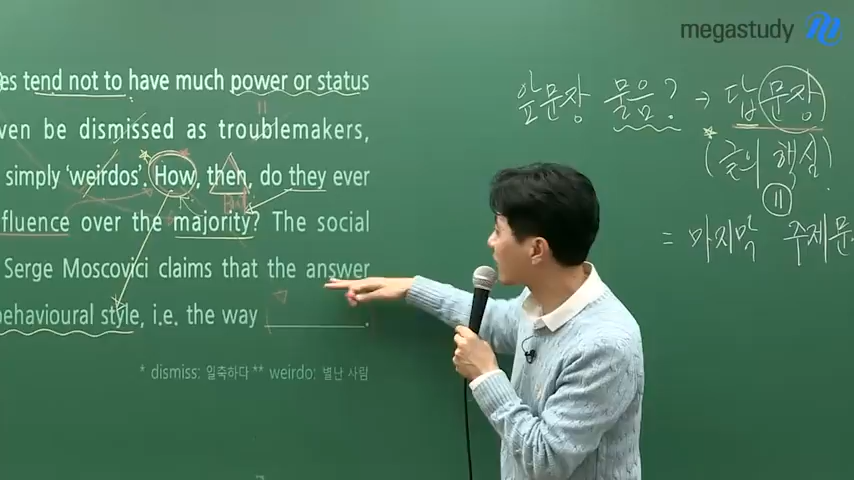 megastudy
es tend not to have much power or status
ven be dismissed as troublemakers,
simply 'weirdos'. How, then, do they ever
fluence over the majority? The social
Serge Moscovici claims that the answer
behavioural style, i.e. the way ________.
* dismiss: 일축하다 ** weirdo: 별난 사람
앞문장 물음? → 답문장
(글의 핵심)
=
= 마지막 주제문